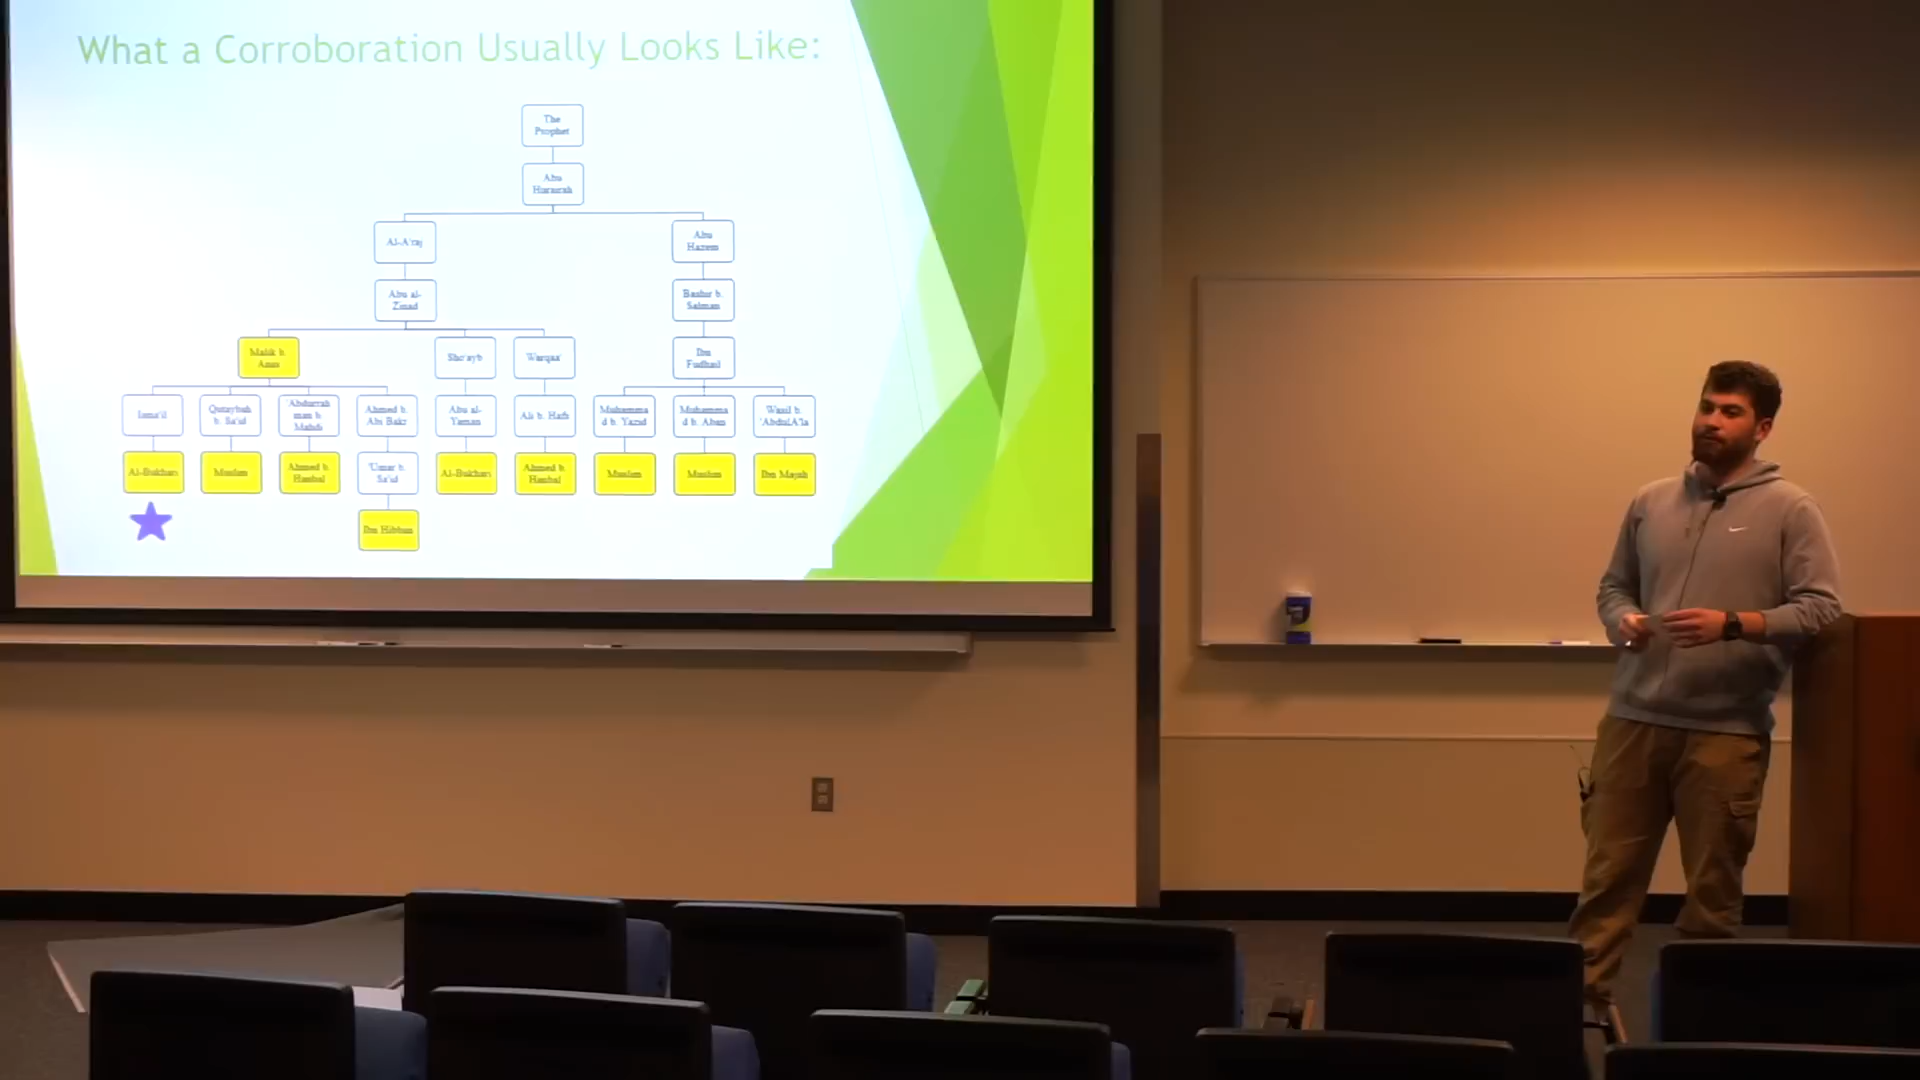 What a Corroboration Usually Looks Like:
The
Prophet
Abu
Hurairah
Al-A'raj
Abu
Hazem
Abu al-
Zinad
Bashir b.
Salman
Malik b.
Anas
Sho'ayb
Warqaa'
Ibn
Fudhail
Isma'il
Qutaybah
b. Sa'id
'Abdurrah
man b.
Mahdi
Ahmed b.
Abi Bakr
Abu al-
Yaman
Ali b. Hafs
Muhamma
d b. Yazid
Muhamma
d b. Aban
Wasil b.
'AbdulA'la
Al-Bukhari
Muslim
Ahmed b.
Hanbal
'Umar b.
Sa'id
Al-Bukhari
Ahmed b.
Hanbal
Muslim
Muslim
Ibn Majah
Ibn Hibban